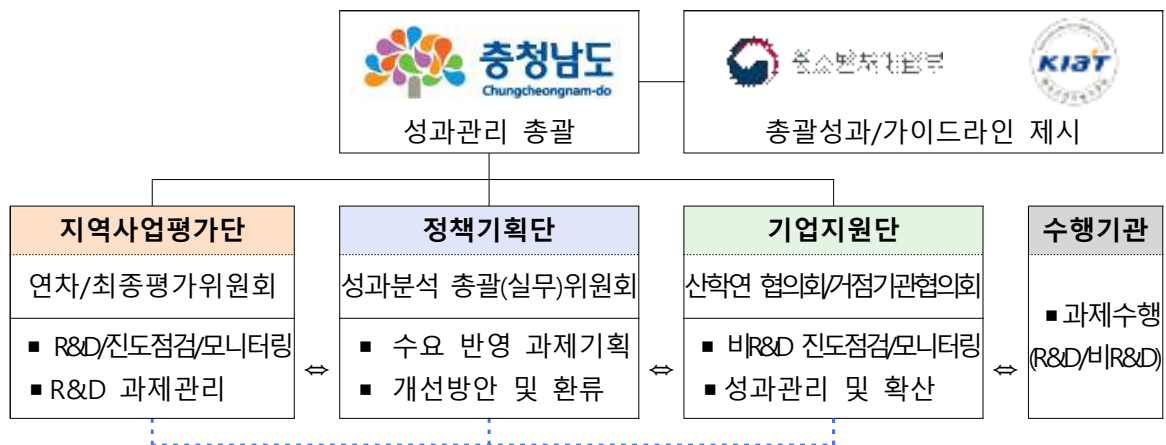 충청남도
Chungcheongnam-do
성과관리 총괄
KIAT
총괄성과/가이드라인 제시
지역사업평가단
연차/최종평가위원회
▪ R&D/진도점검/모니터링
▪ R&D 과제관리
⇔
정책기획단
성과분석 총괄(실무)위원회
▪ 수요 반영 과제기획
▪ 개선방안 및 환류
⇔
기업지원단
산학연 협의회/거점기관협의회
▪ 비R&D 진도점검/모니터링
▪ 성과관리 및 확산
⇔
수행기관
▪ 과제수행
(R&D/비R&D)